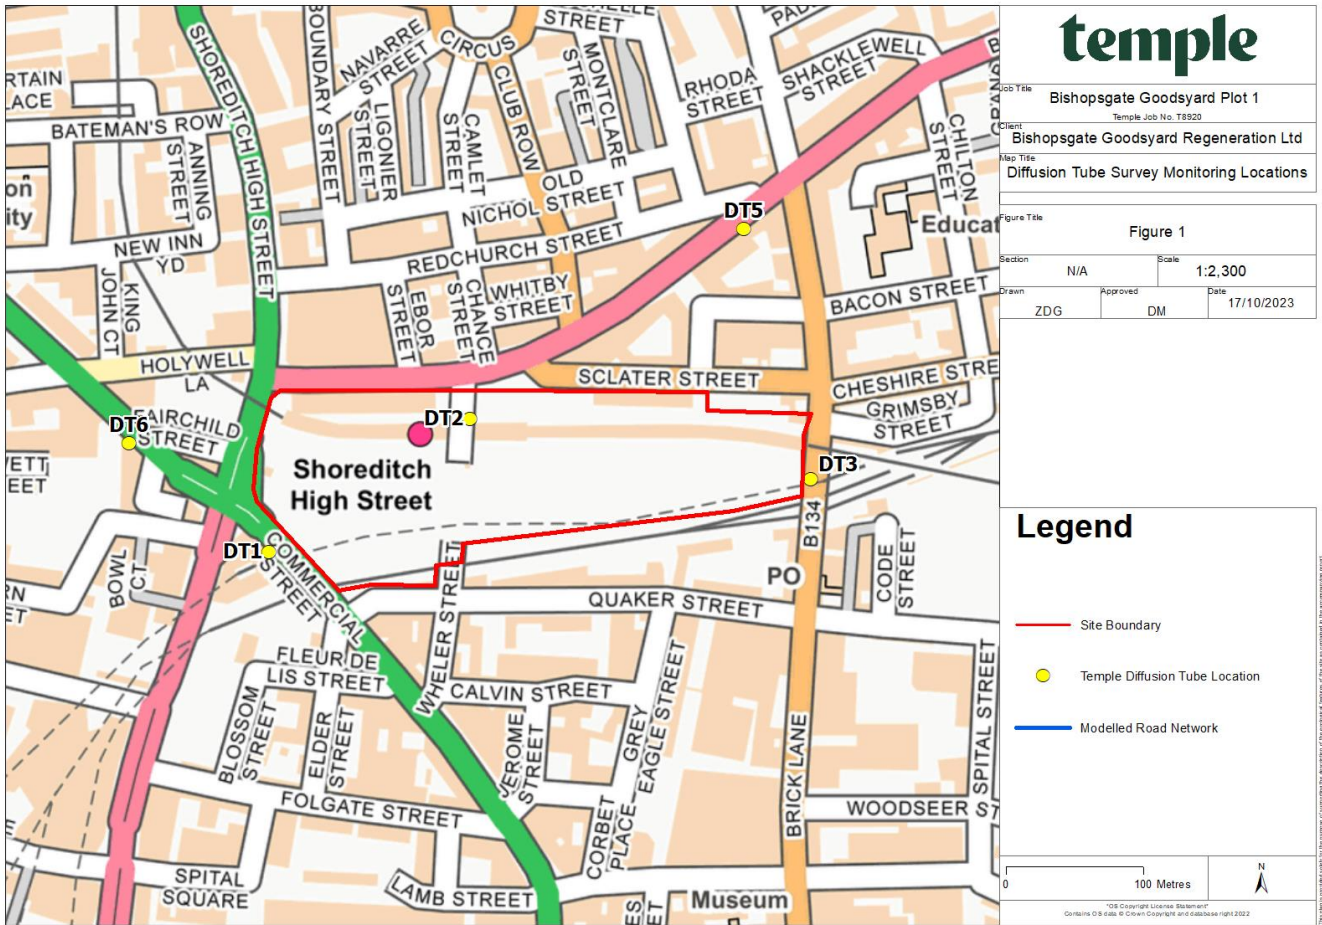 SHOREDITCH HIGH STREET
BOUNDARY STREET
NAVARRE
STREET
CIRCUS
STREET
MONTCLARE
STREET
CLUB ROW
RHODA
STREET
SHACKLEWELL
STREET
CHILTON
STREET
BATEMAN'S ROW
ANNING
STREET
LIGONIER
STREET
CAMLET
STREET
OLD
NICHOL STREET
REDCHURCH STREET
DT5
Educat
NEW INN
YD
KING
JOHN CT
EBOR
STREET
CHANCE
STREET
WHITBY
STREET
BACON STREET
HOLYWELL
LA
SCLATER STREET
CHESHIRE STRE
GRIMSBY
STREET
DT6
FAIRCHILD
STREET
DT2
Shoreditch
High Street
DT3
B134
DT1
COMMERCIAL
STREET
BOWL
CT
WHELER STREET
QUAKER STREET
PO
CODE
STREET
FLEUR DE
LIS STREET
CALVIN STREET
BLOSSOM
STREET
ELDER
STREET
JEROME
STREET
GREY
EAGLE STREET
SPITAL STREET
FOLGATE STREET
CORBET
PLACE
BRICK LANE
WOODSEER ST
SPITAL
SQUARE
LAMB STREET
Museum
temple
Job Title
Bishopsgate Goodsyard Plot 1
Temple Job No. T8920
Client
Bishopsgate Goodsyard Regeneration Ltd
Map Title
Diffusion Tube Survey Monitoring Locations
Figure Title
Figure 1
Section
N/A
Scale
1:2,300
Drawn
ZDG
Approved
DM
Date
17/10/2023
Legend
Site Boundary
Temple Diffusion Tube Location
Modelled Road Network
0
100 Metres
N
"OS Copyright License Statement"
Contains OS data © Crown Copyright and database right 2022